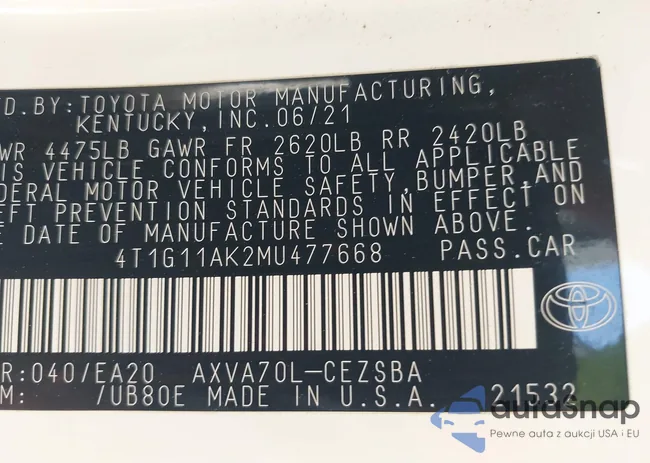 FD.BY:TOYOTA MOTOR MANUFACTURING,
KENTUCKY, INC. 06/21
WR 4475LB GAWR FR 2620LB RR 2420LB
IS VEHICLE CONFORMS TO ALL APPLICABLE
DERAL MOTOR VEHICLE SAFETY,BUMPER,AND
EFT PREVENTION STANDARDS IN EFFECT ON
E DATE OF MANUFACTURE SHOWN ABOVE.
4T1G11AK2MU477668 PASS.CAR
R:040/EA20 AXVA70L-CEZSBA
M: /UB80E MADE IN U.S.A. 21532
autosnap
Pewne auta z aukcji USA i EU